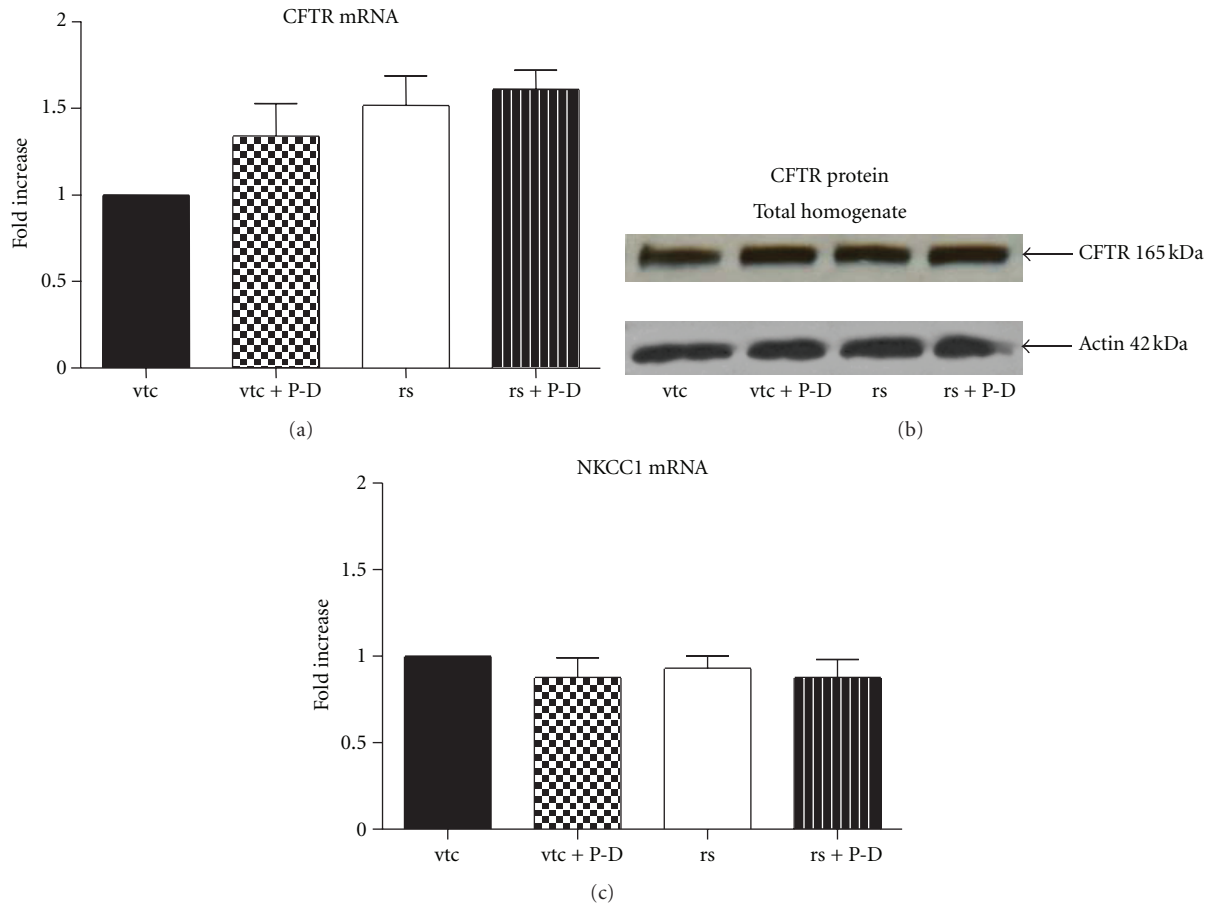 CFTR mRNA
2
1.5
1
0.5
0
Fold increase
vtc vtc + P-D rs rs + P-D
(a)
CFTR protein
Total homogenate
CFTR 165 kDa
Actin 42 kDa
vtc vtc + P-D rs rs + P-D
(b)
NKCC1 mRNA
2
1.5
1
0.5
0
Fold increase
vtc vtc + P-D rs rs + P-D
(c)